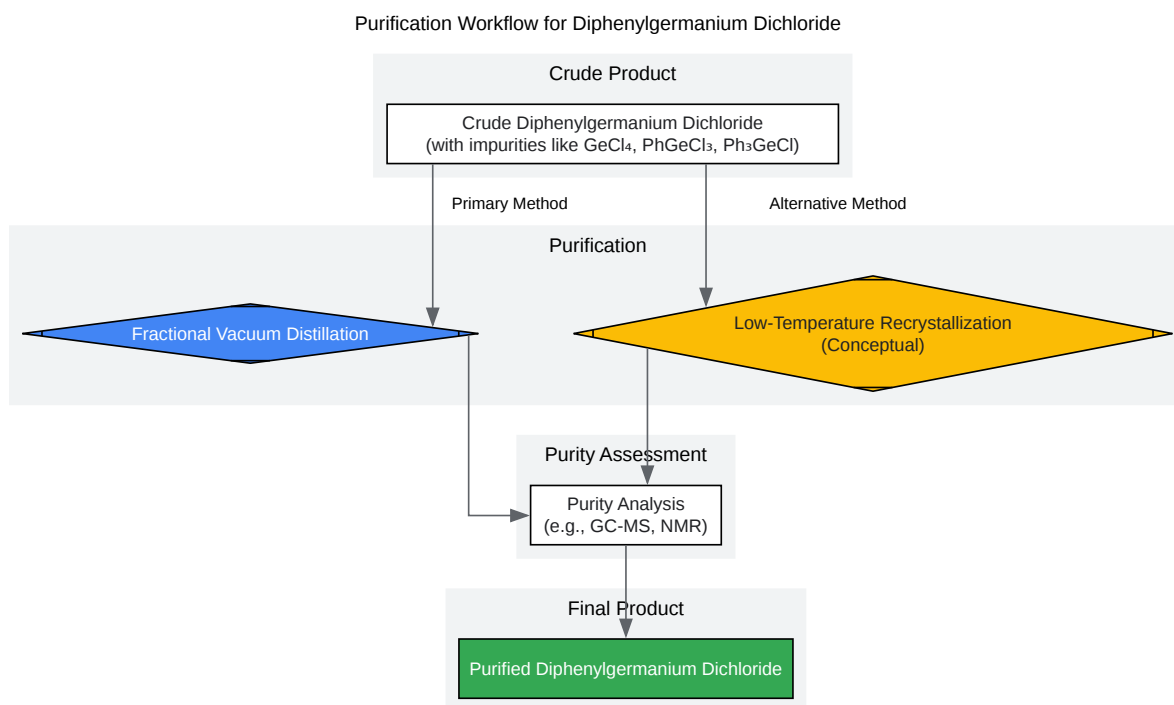 Purification Workflow for Diphenylgermanium Dichloride
Crude Product
Crude Diphenylgermanium Dichloride
(with impurities like GeCl₄, PhGeCl₃, Ph₃GeCl)
Primary Method
Alternative Method
Purification
Fractional Vacuum Distillation
Low-Temperature Recrystallization
(Conceptual)
Purity Assessment
Purity Analysis
(e.g., GC-MS, NMR)
Final Product
Purified Diphenylgermanium Dichloride